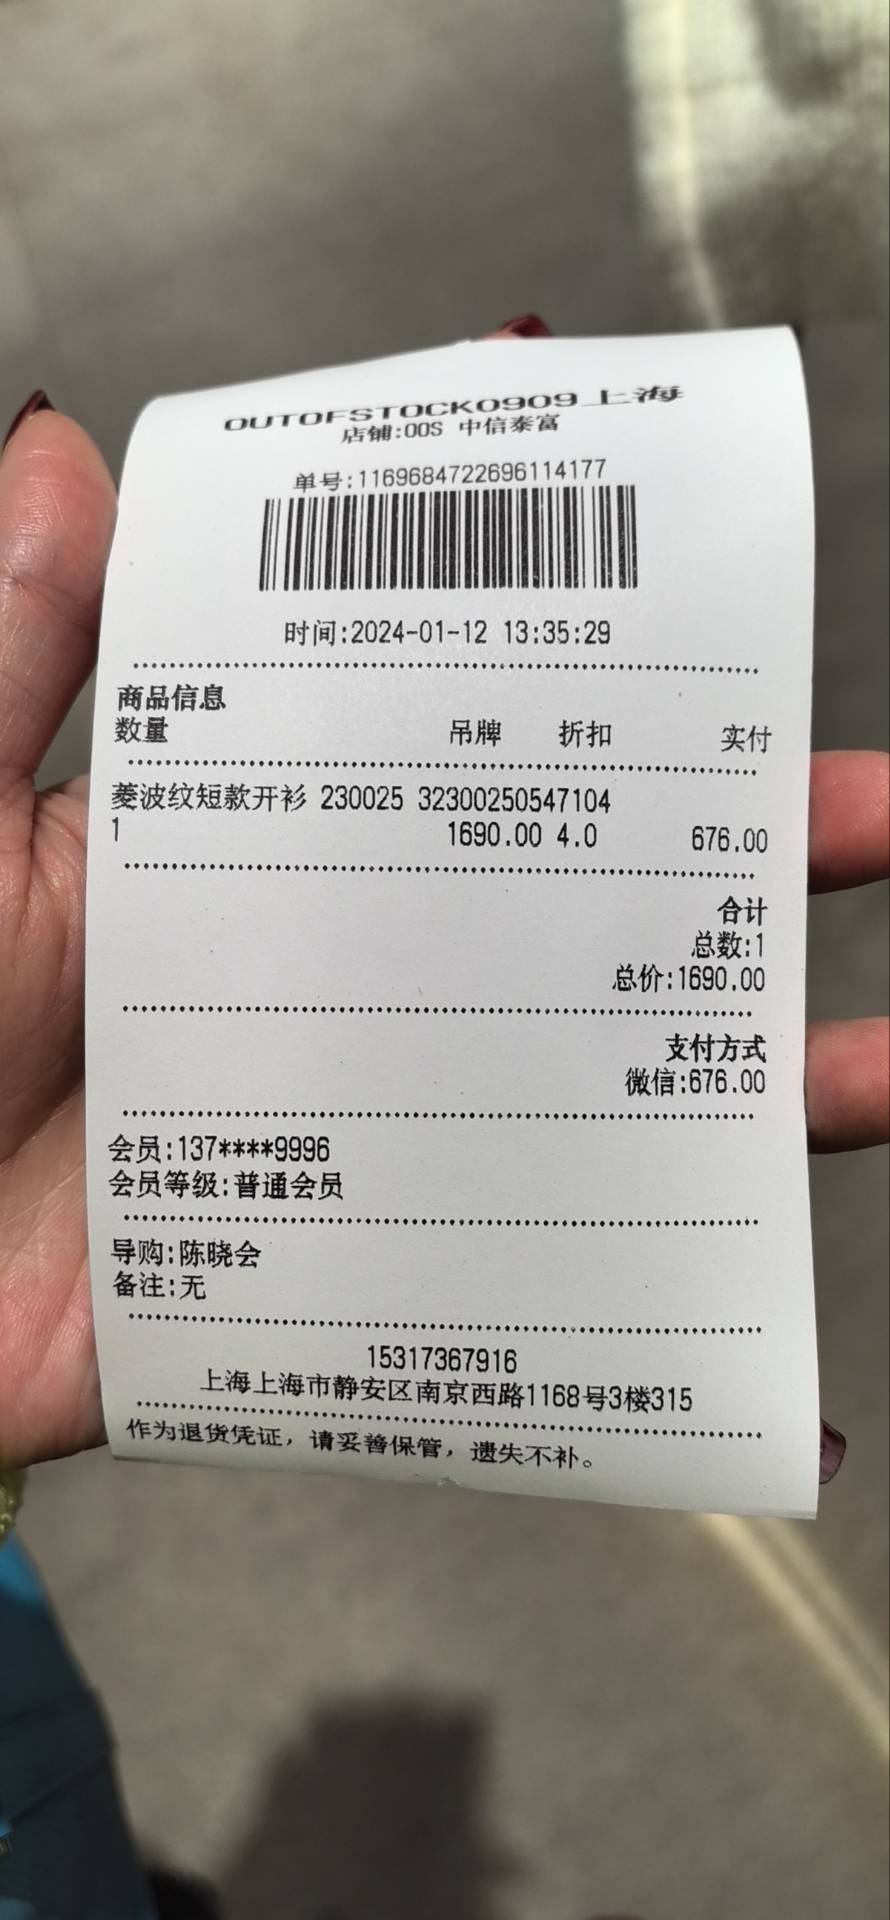 OUTOFSTOCK0909上海
店铺:OOS 中信泰富
单号:1169684722696114177
时间:2024-01-12 13:35:29
商品信息
数量 吊牌 折扣 实付
菱波纹短款开衫 230025 32300250547104
1 1690.00 4.0 676.00
合计
总数:1
总价:1690.00
支付方式
微信:676.00
会员:137****9996
会员等级:普通会员
导购:陈晓会
备注:无
15317367916
上海上海市静安区南京西路1168号3楼315
作为退货凭证，请妥善保管，遗失不补。